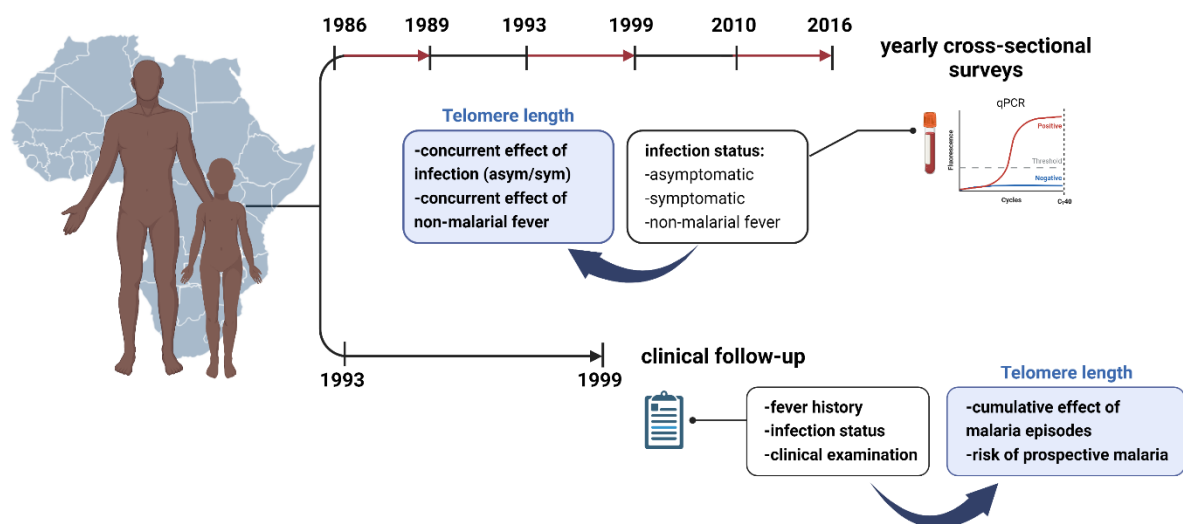 1986 1989 1993 1999 2010 2016
yearly cross-sectional
surveys
qPCR
Positive
Fluorescence
Threshold
Negative
Cycles
Cт40
Telomere length
-concurrent effect of
infection (asym/sym)
-concurrent effect of
non-malarial fever
infection status:
-asymptomatic
-symptomatic
-non-malarial fever
1993
1999
clinical follow-up
-fever history
-infection status
-clinical examination
Telomere length
-cumulative effect of
malaria episodes
-risk of prospective malaria